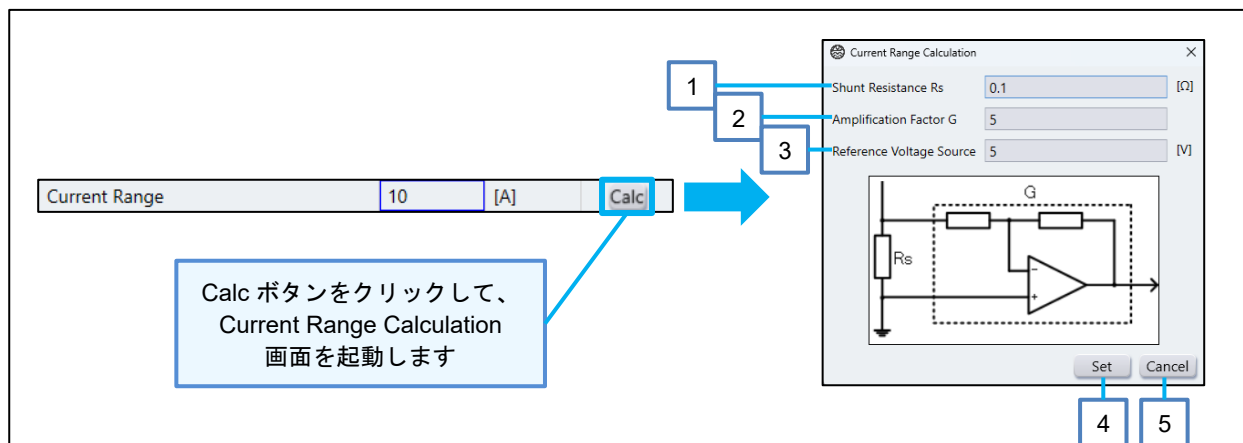 Current Range 10 [A] Calc
Calc ボタンをクリックして、
Current Range Calculation
画面を起動します
Current Range Calculation ×
1
Shunt Resistance Rs 0.1 [Ω]
2
Amplification Factor G 5
3
Reference Voltage Source 5 [V]
G
Rs
-
+
Set Cancel
4 5